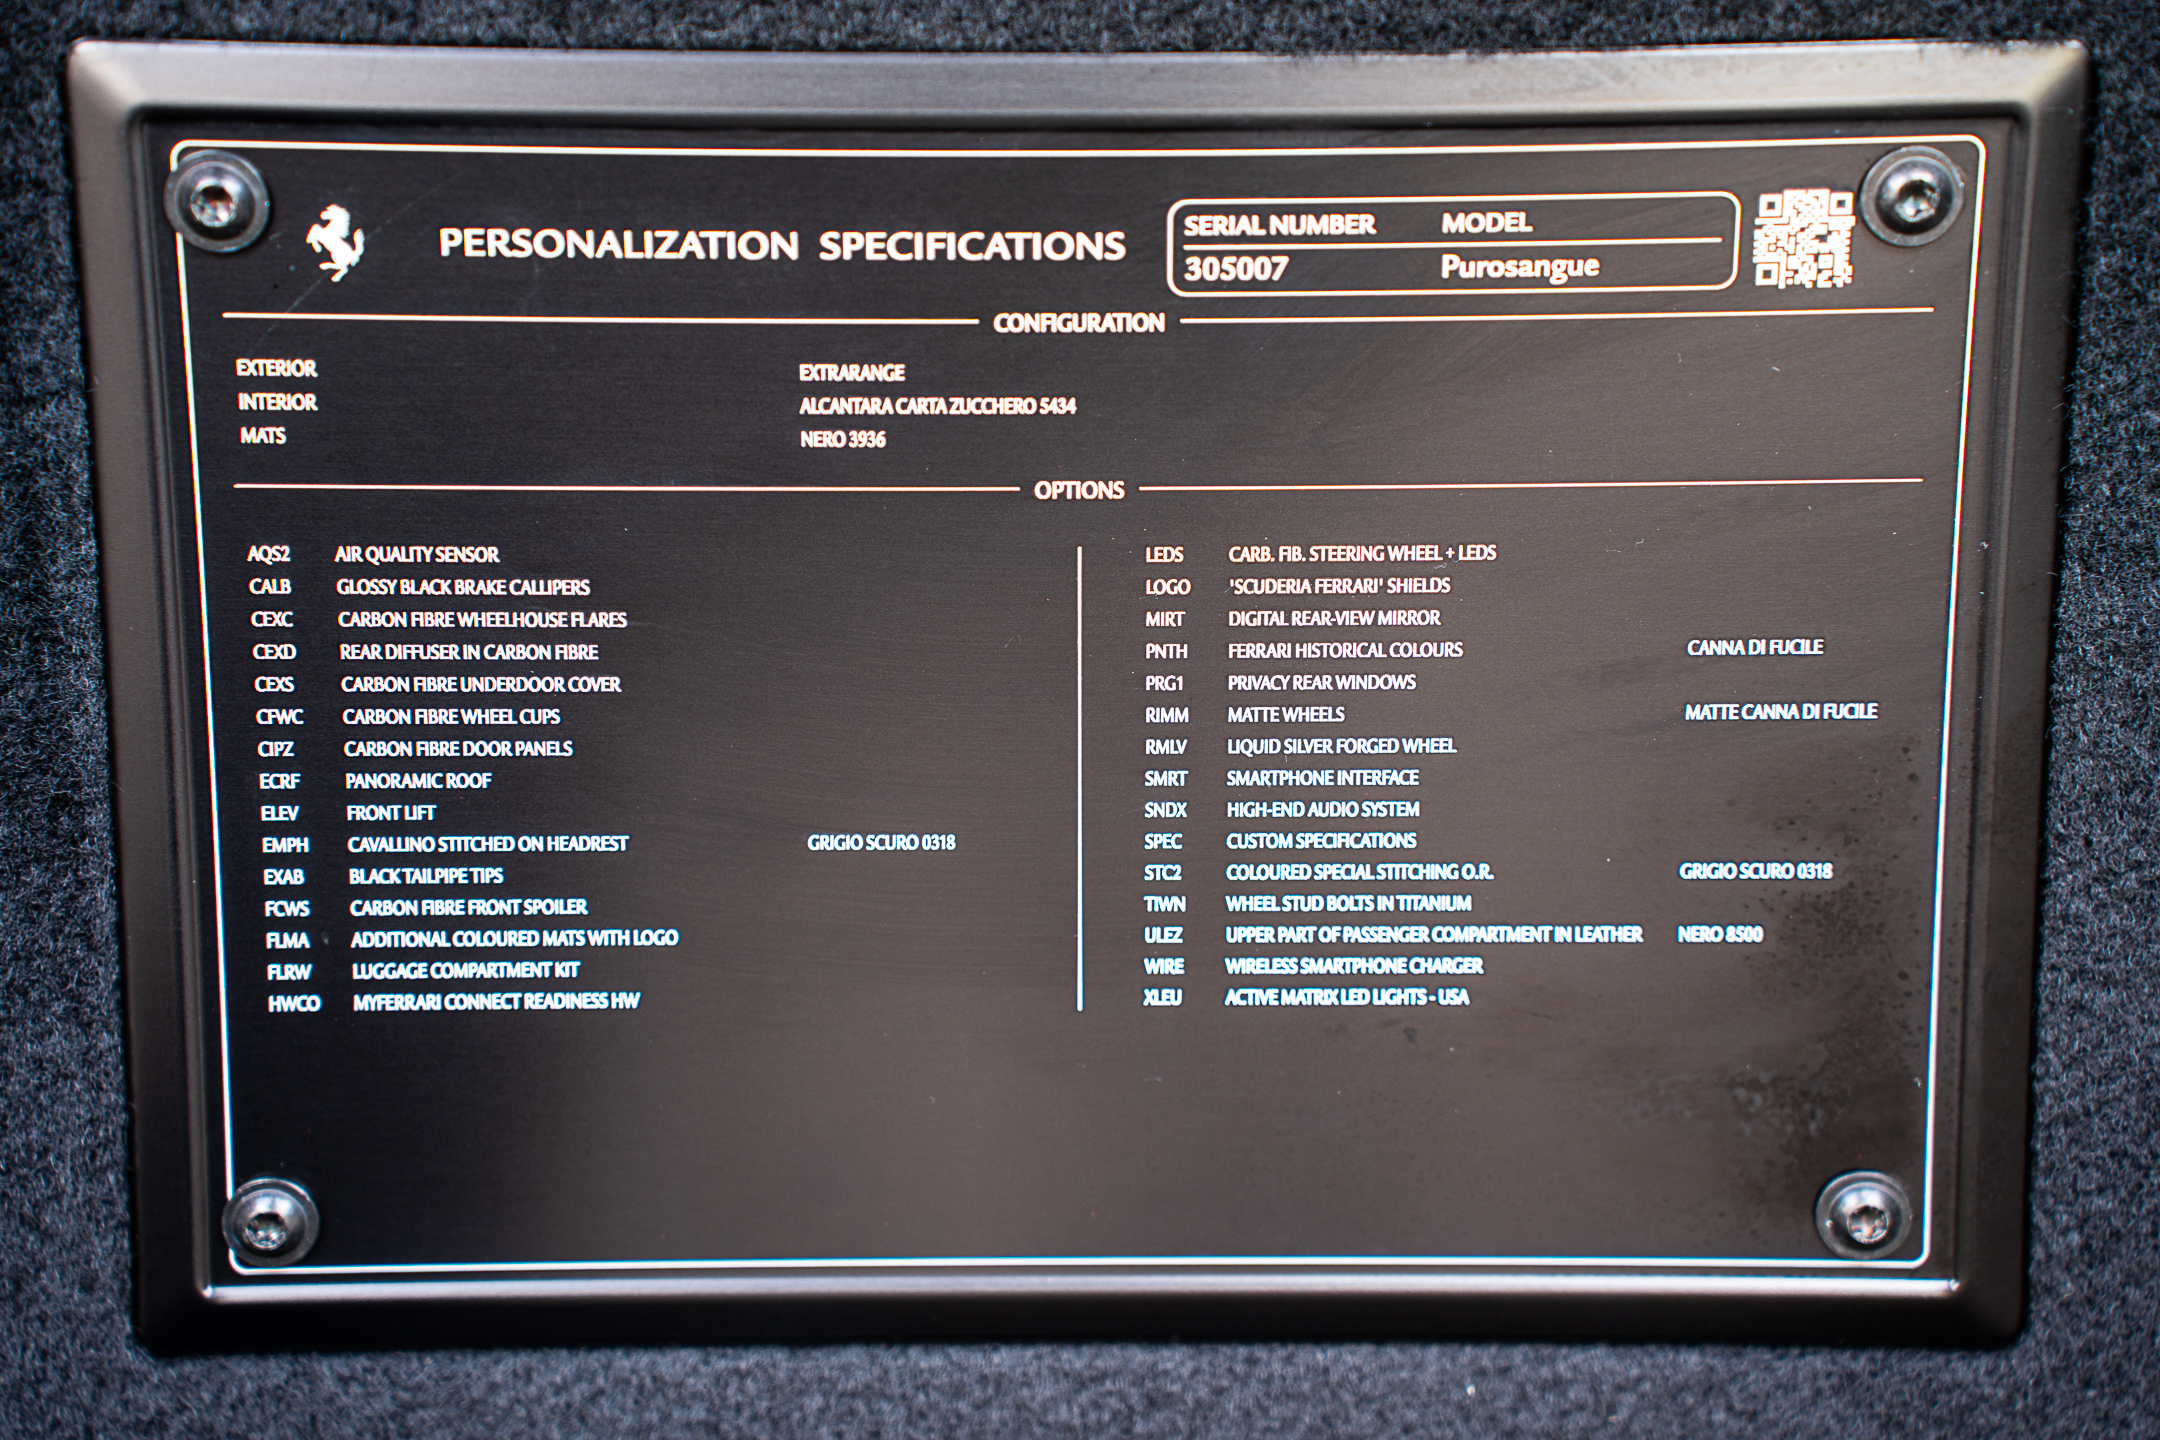 PERSONALIZATION SPECIFICATIONS
SERIAL NUMBER MODEL
305007 Purosangue
CONFIGURATION
EXTERIOR EXTRARANGE
INTERIOR ALCANTARA CARTA ZUCCHERO 5434
MATS NERO 3936
OPTIONS
AQS2 AIR QUALITY SENSOR
CALB GLOSSY BLACK BRAKE CALLIPERS
CEXC CARBON FIBRE WHEELHOUSE FLARES
CEXD REAR DIFFUSER IN CARBON FIBRE
CEXS CARBON FIBRE UNDERDOOR COVER
CFWC CARBON FIBRE WHEEL CUPS
CIPZ CARBON FIBRE DOOR PANELS
ECRF PANORAMIC ROOF
ELEV FRONT LIFT
EMPH CAVALLINO STITCHED ON HEADREST GRIGIO SCURO 0318
EXAB BLACK TAILPIPE TIPS
FCWS CARBON FIBRE FRONT SPOILER
FLMA ADDITIONAL COLOURED MATS WITH LOGO
FLRW LUGGAGE COMPARTMENT KIT
HWCO MYFERRARI CONNECT READINESS HW
LEDS CARB. FIB. STEERING WHEEL + LEDS
LOGO 'SCUDERIA FERRARI' SHIELDS
MIRT DIGITAL REAR-VIEW MIRROR
PNTH FERRARI HISTORICAL COLOURS CANNA DI FUCILE
PRG1 PRIVACY REAR WINDOWS
RIMM MATTE WHEELS MATTE CANNA DI FUCILE
RMLV LIQUID SILVER FORGED WHEEL
SMRT SMARTPHONE INTERFACE
SNDX HIGH-END AUDIO SYSTEM
SPEC CUSTOM SPECIFICATIONS
STC2 COLOURED SPECIAL STITCHING O.R. GRIGIO SCURO 0318
TIWN WHEEL STUD BOLTS IN TITANIUM
ULEZ UPPER PART OF PASSENGER COMPARTMENT IN LEATHER NERO 8500
WIRE WIRELESS SMARTPHONE CHARGER
XLEU ACTIVE MATRIX LED LIGHTS - USA